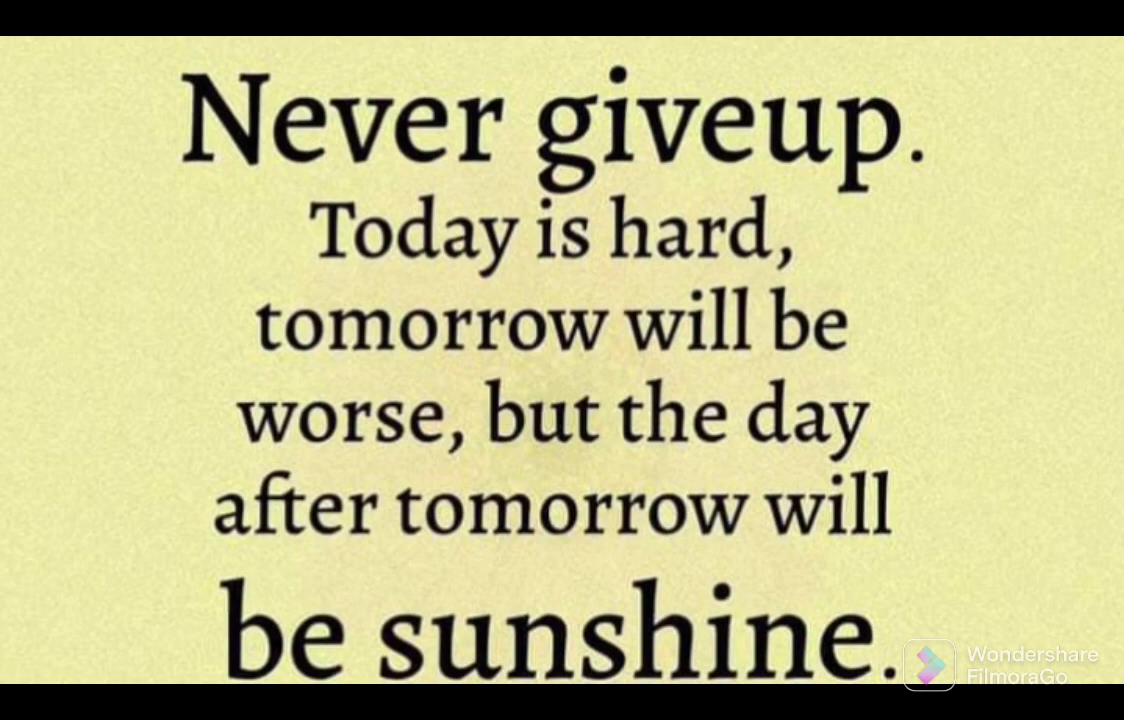 Never giveup.
Today is hard,
tomorrow will be
worse, but the day
after tomorrow will
be sunshine.
Wondershare
FilmoraGo